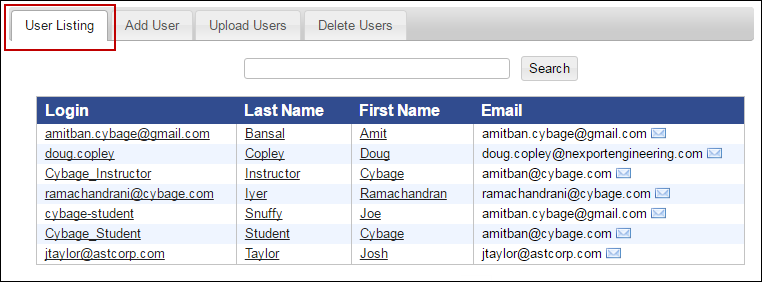 User Listing Add User Upload Users Delete Users
Search
Login Last Name First Name Email
amitban.cybage@gmail.com Bansal Amit amitban.cybage@gmail.com
doug.copley Copley Doug doug.copley@nexportengineering.com
Cybage_Instructor Instructor Cybage amitban@cybage.com
ramachandrani@cybage.com Iyer Ramachandran ramachandrani@cybage.com
cybage-student Snuffy Joe amitban.cybage@gmail.com
Cybage_Student Student Cybage amitban@cybage.com
jtaylor@astcorp.com Taylor Josh jtaylor@astcorp.com